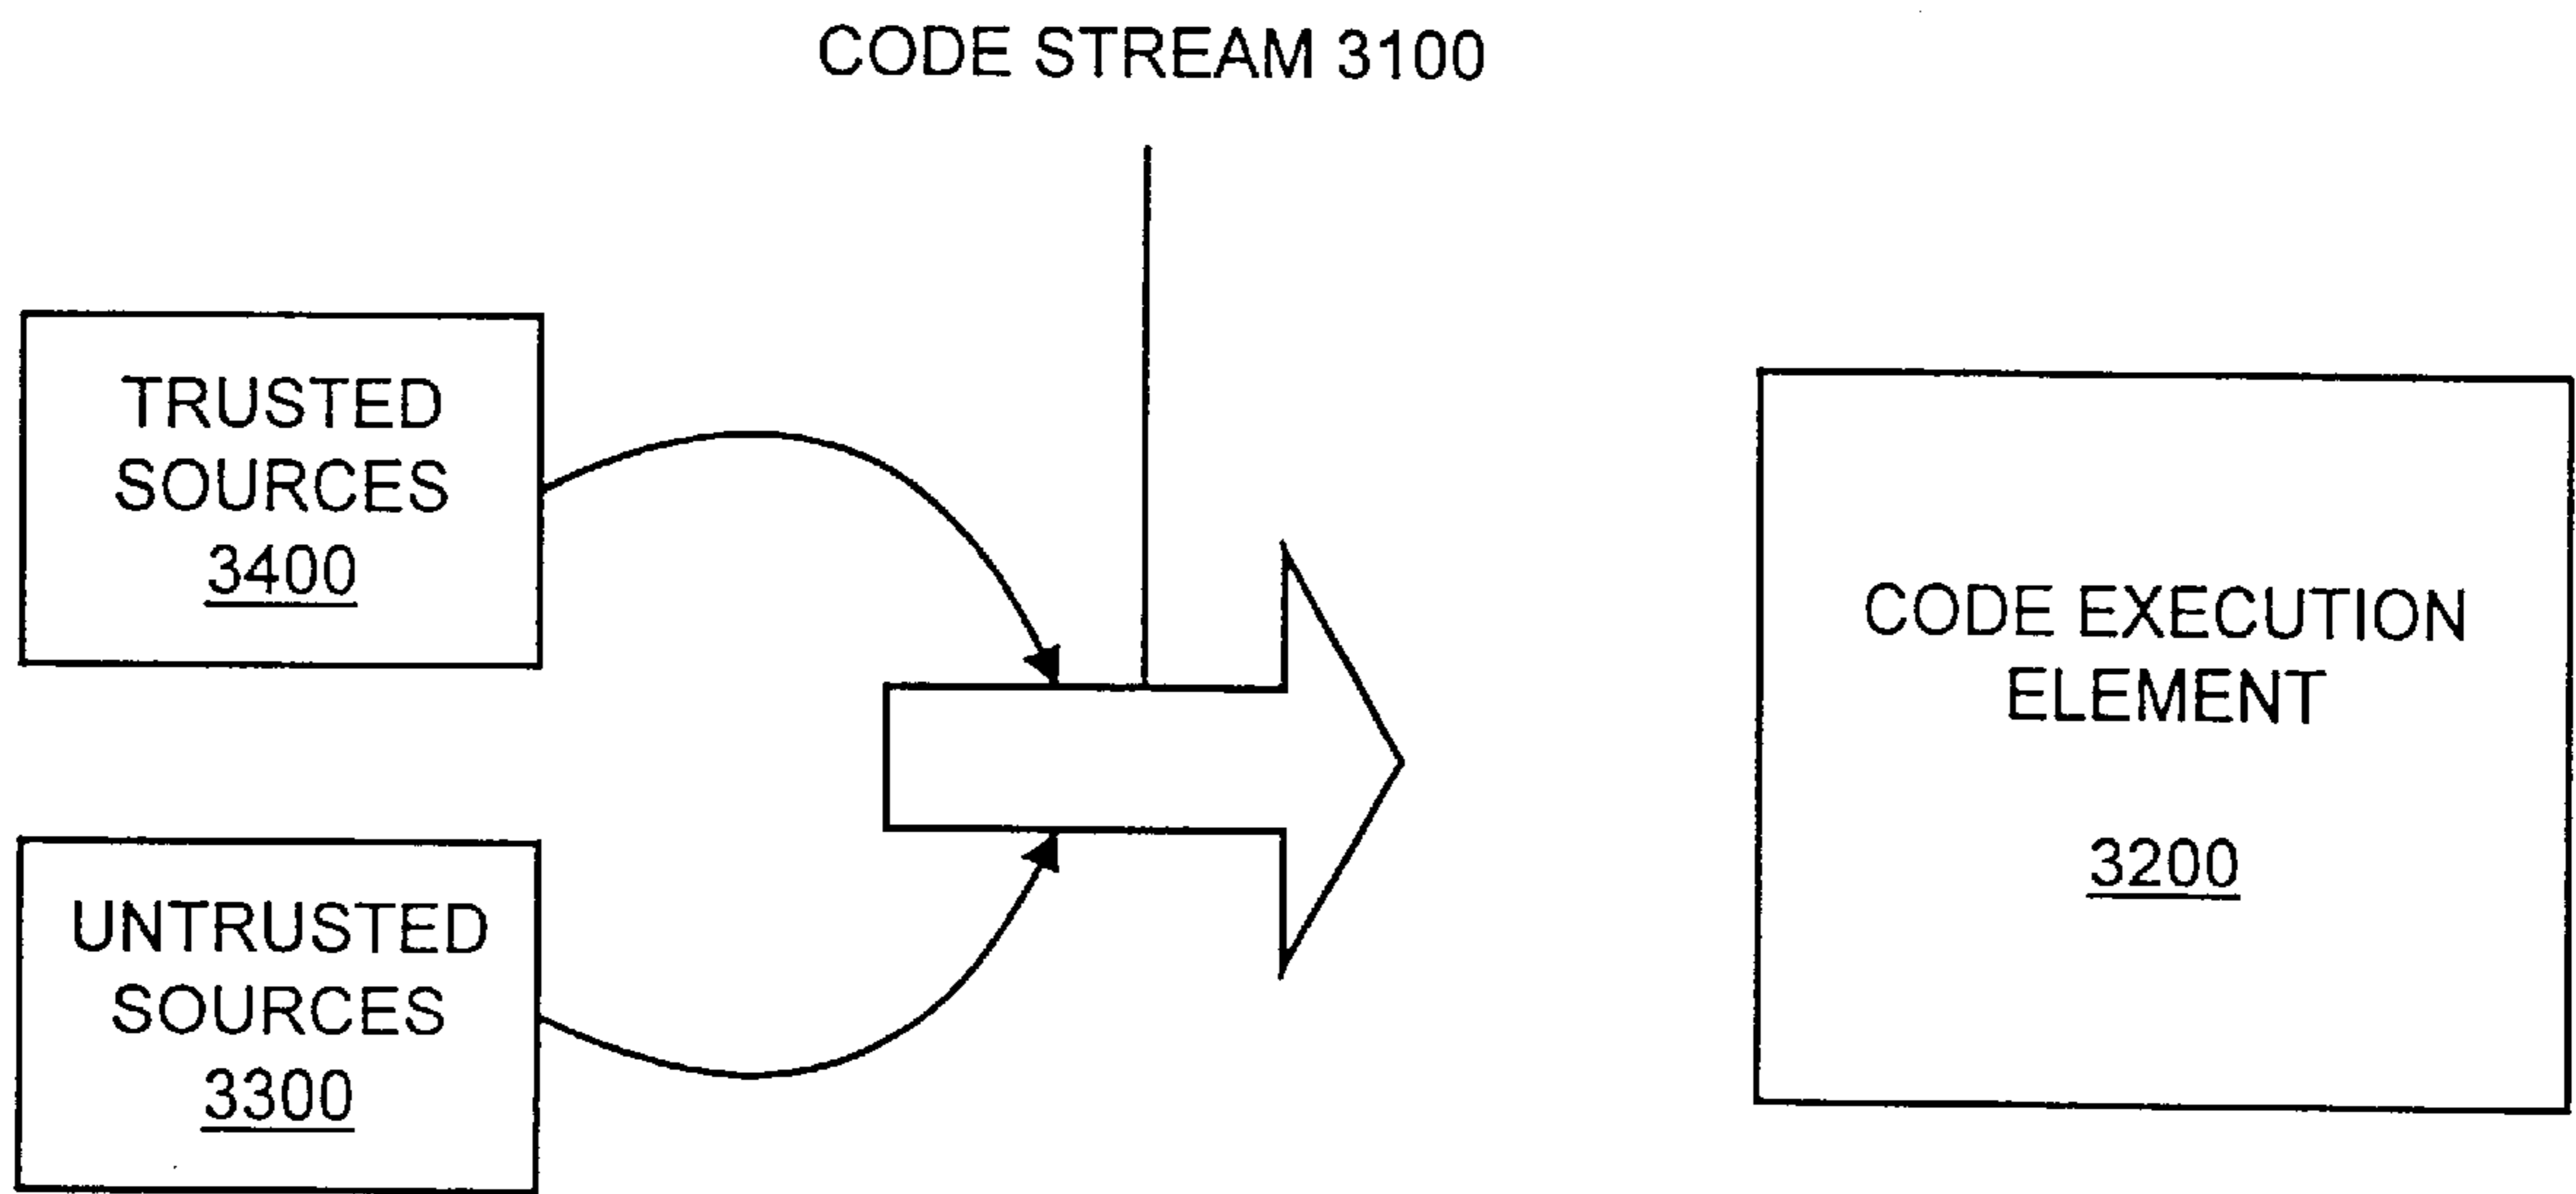 CODE STREAM 3100
TRUSTED
SOURCES
3400
UNTRUSTED
SOURCES
3300
CODE EXECUTION
ELEMENT
3200